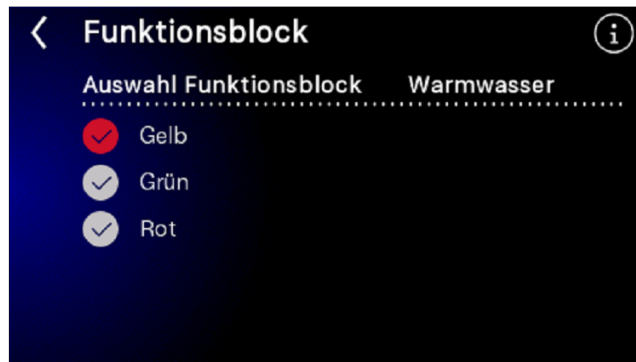 Funktionsblock
Auswahl Funktionsblock Warmwasser
Gelb
Grün
Rot